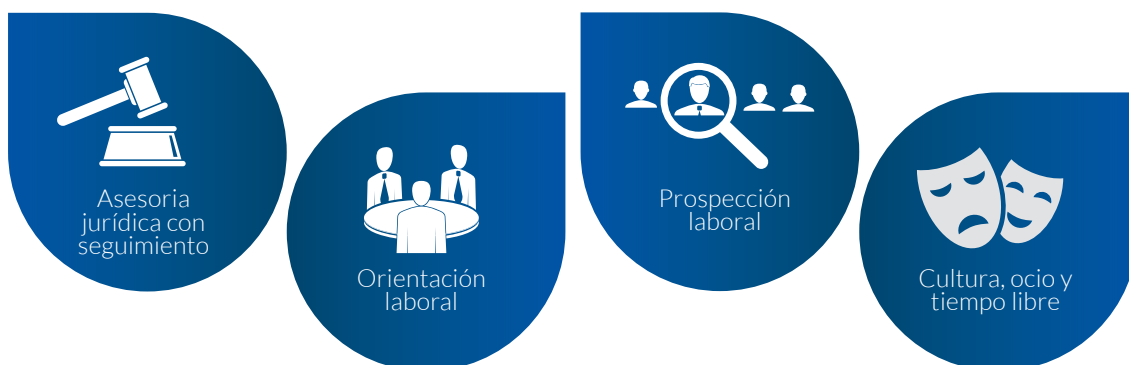 Asesoria
jurídica con
seguimiento
Orientación
laboral
Prospección
laboral
Cultura, ocio y
tiempo libre